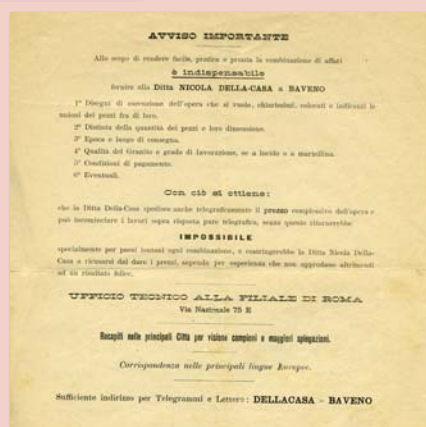 AVVISO IMPORTANTE
Allo scopo di rendere facile, pratica e pronta la combinazione di affari
è indispensabile
fornire alla Ditta NICOLA DELLA-CASA a BAVENO
1° Disegni di esecuzione dell'opera che si vuole, chiarissimi, colorati e indicanti le
unioni dei pezzi fra di loro.
2° Distinta della quantità dei pezzi e loro dimensione.
3° Epoca e luogo di consegna.
4° Qualità del Granito e grado di lavorazione, se a lucido o a martellina.
5° Condizioni di pagamento.
6° Eventuali.
Con ciò si ottiene:
che la Ditta Della-Casa spedisce anche telegraficamente il prezzo complessivo dell'opera e
può incominciare i lavori sopra risposta pure telegrafica, senza queste riuscirebbe
IMPOSSIBILE
specialmente per paesi lontani ogni combinazione, e costringerebbe la Ditta Nicola Della-
Casa a ricusarsi dal dare i prezzi, sapendo per esperienza che non approdano altrimenti
ad un risultato felice.
UFFICIO TECNICO ALLA FILIALE DI ROMA
Via Nazionale 75 E
Recapiti nelle principali Città per visione campioni e maggiori spiegazioni.
Corrispondenza nelle principali lingue Europee.
Sufficiente indirizzo per Telegrammi e Lettere: DELLACASA - BAVENO